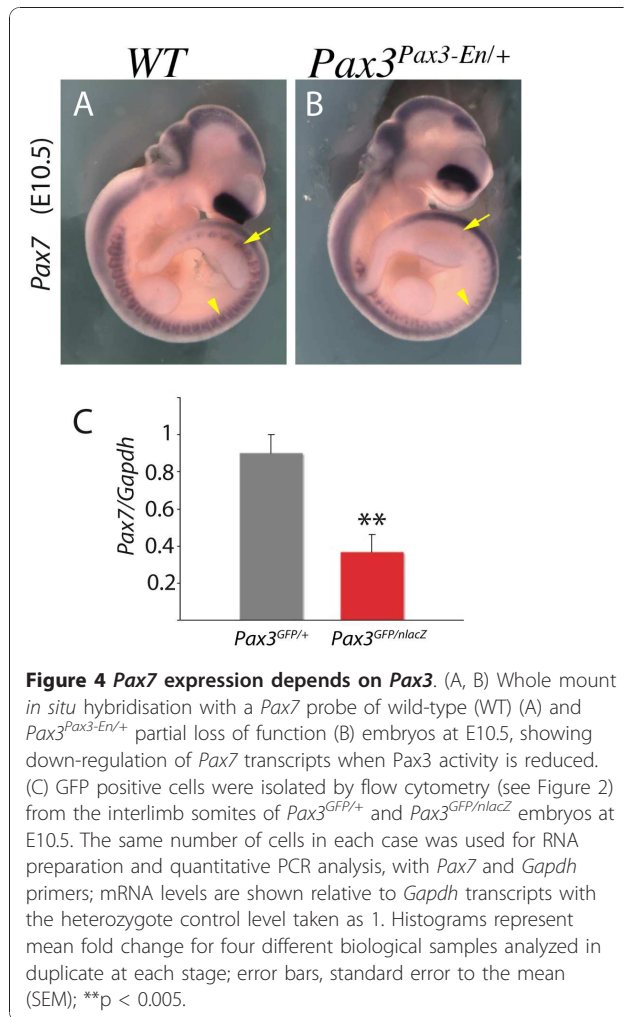 WT Pax3Pax3-En/+
A B
Pax7 (E10.5)
C
Pax7/Gapdh
1
0.8
0.6
0.4
0.2
**
Pax3GFP/+ Pax3GFP/nlacZ
Figure 4 Pax7 expression depends on Pax3. (A, B) Whole mount
in situ hybridisation with a Pax7 probe of wild-type (WT) (A) and
Pax3Pax3-En/+ partial loss of function (B) embryos at E10.5, showing
down-regulation of Pax7 transcripts when Pax3 activity is reduced.
(C) GFP positive cells were isolated by flow cytometry (see Figure 2)
from the interlimb somites of Pax3GFP/+ and Pax3GFP/nlacZ embryos at
E10.5. The same number of cells in each case was used for RNA
preparation and quantitative PCR analysis, with Pax7 and Gapdh
primers; mRNA levels are shown relative to Gapdh transcripts with
the heterozygote control level taken as 1. Histograms represent
mean fold change for four different biological samples analyzed in
duplicate at each stage; error bars, standard error to the mean
(SEM); **p < 0.005.